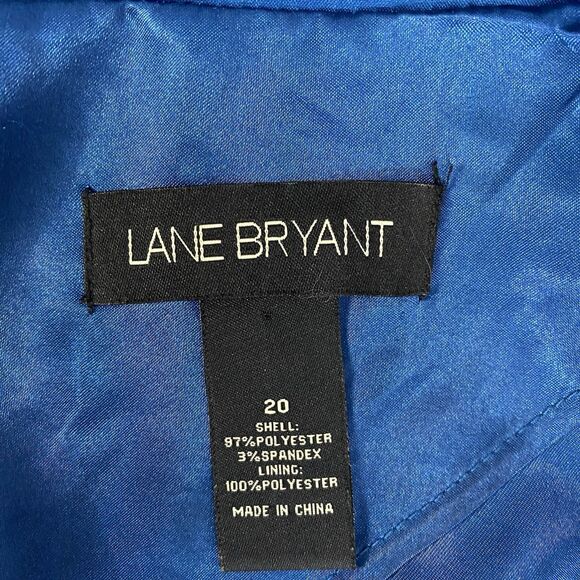 LANE BRYANT
20
SHELL:
97%POLYESTER
3%SPANDEX
LINING:
100%POLYESTER
MADE IN CHINA